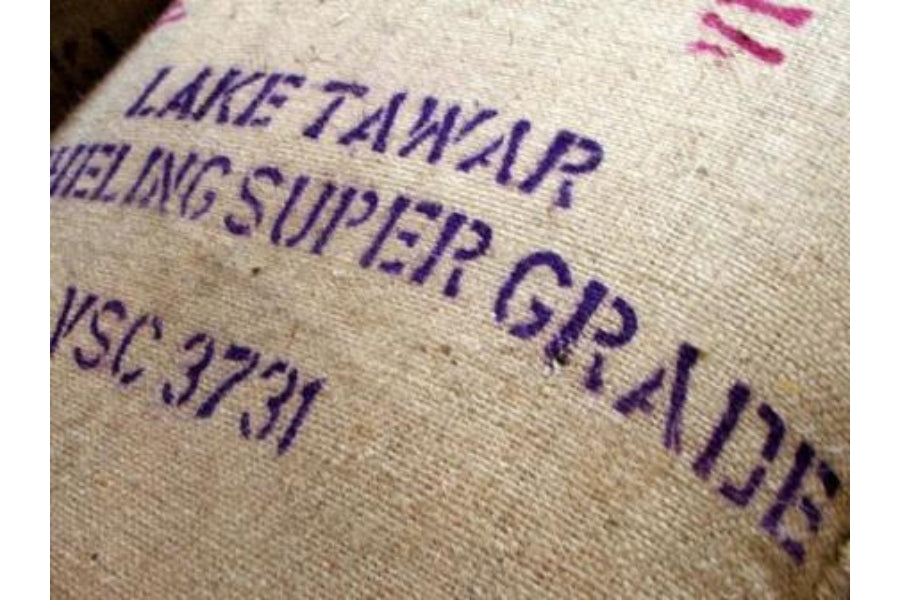 LAKE TAWAR
HELING SUPER GRADE
VSC 3731